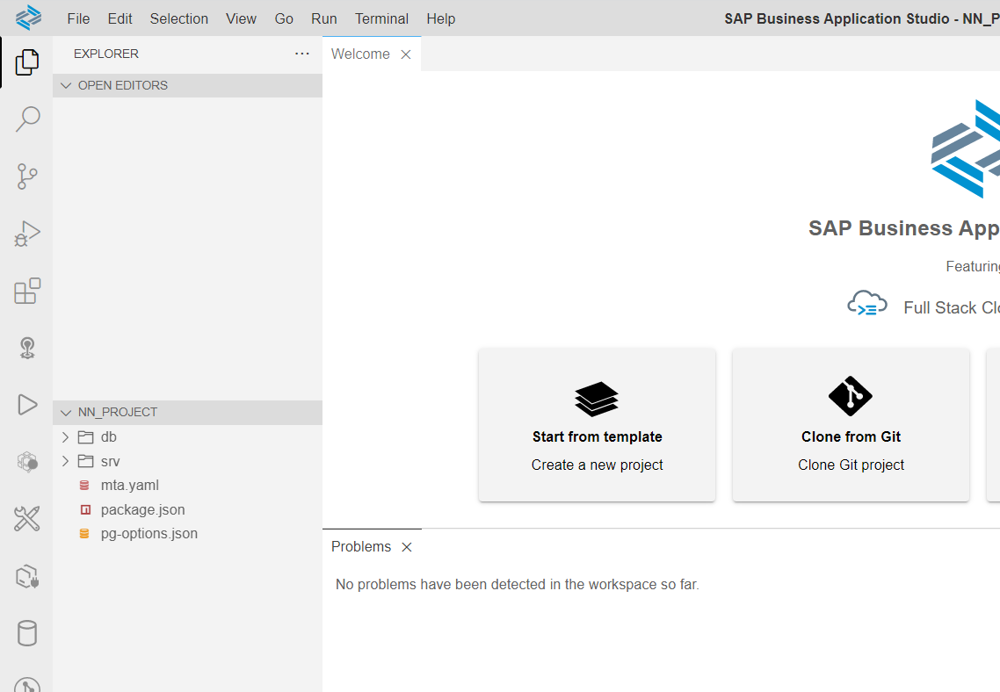 File Edit Selection View Go Run Terminal Help
SAP Business Application Studio - NN_P
EXPLORER
OPEN EDITORS
NN_PROJECT
db
srv
mta.yaml
package.json
pg-options.json
Welcome
SAP Business App
Featuring
Full Stack Clo
Start from template
Create a new project
Clone from Git
Clone Git project
Problems
No problems have been detected in the workspace so far.